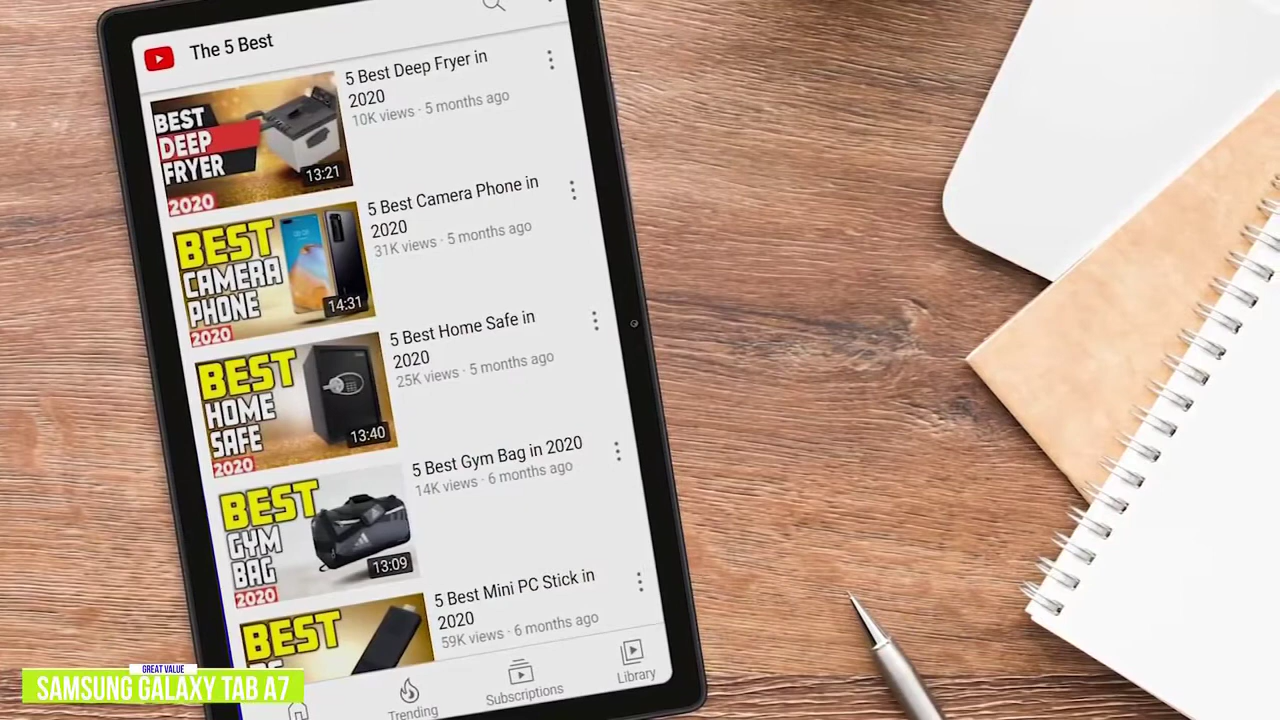 The 5 Best
BEST
DEEP
FRYER
2020
13:21
5 Best Deep Fryer in
2020
10K views · 5 months ago
BEST
CAMERA
PHONE
2020
14:31
5 Best Camera Phone in
2020
31K views · 5 months ago
BEST
HOME
SAFE
2020
13:40
5 Best Home Safe in
2020
25K views · 5 months ago
BEST
GYM
BAG
2020
13:09
5 Best Gym Bag in 2020
14K views · 6 months ago
BEST
5 Best Mini PC Stick in
2020
59K views · 6 months ago
Trending
Subscriptions
Library
GREAT VALUE
SAMSUNG GALAXY TAB A7